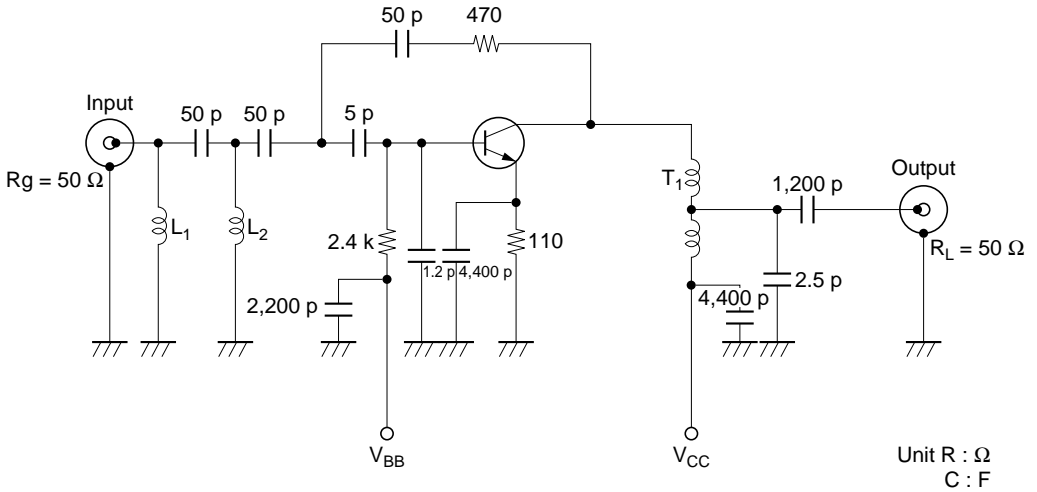 50 p
470
Input
50 p
50 p
5 p
Rg = 50 Ω
L1
L2
2.4 k
2,200 p
1.2 p
4,400 p
110
T1
1,200 p
Output
RL = 50 Ω
4,400 p
2.5 p
VBB
VCC
Unit R : Ω
C : F